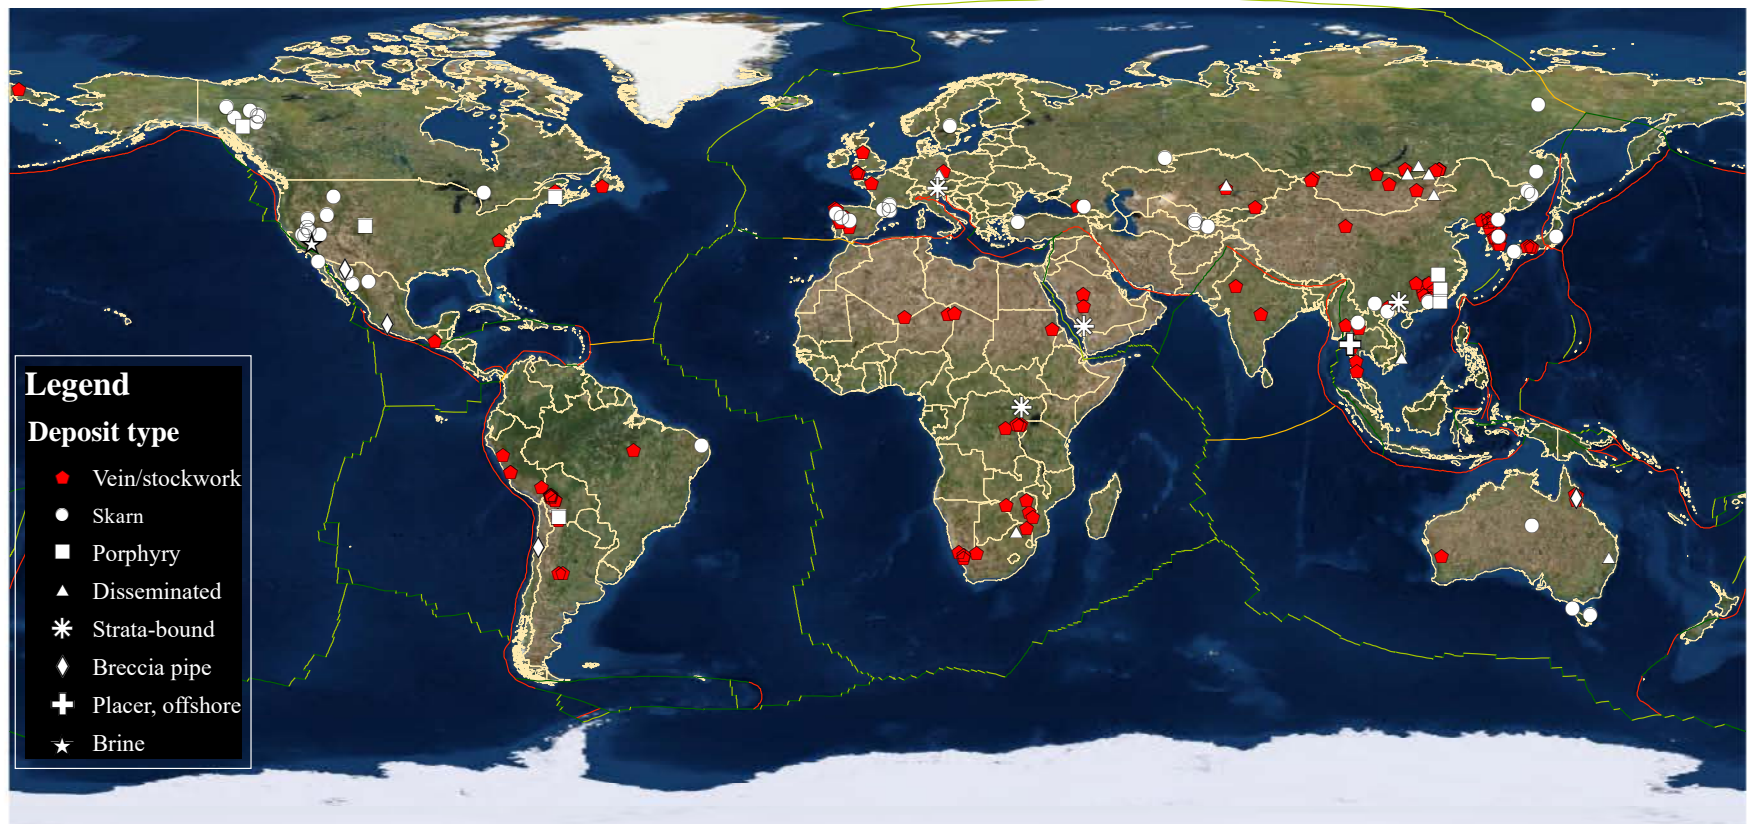 Legend
Deposit type
Vein/stockwork
Skarn
Porphyry
Disseminated
Strata-bound
Breccia pipe
Placer, offshore
Brine